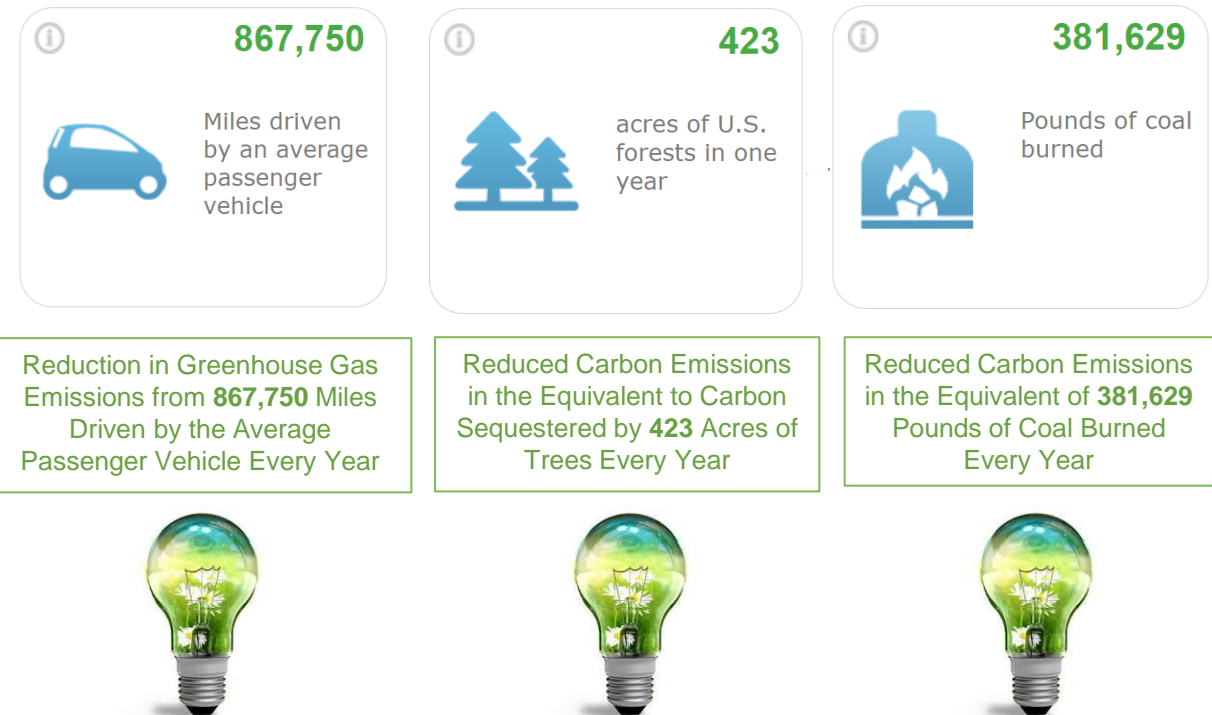 867,750
Miles driven
by an average
passenger
vehicle
423
acres of U.S.
forests in one
year
381,629
Pounds of coal
burned
Reduction in Greenhouse Gas
Emissions from 867,750 Miles
Driven by the Average
Passenger Vehicle Every Year
Reduced Carbon Emissions
in the Equivalent to Carbon
Sequestered by 423 Acres of
Trees Every Year
Reduced Carbon Emissions
in the Equivalent of 381,629
Pounds of Coal Burned
Every Year